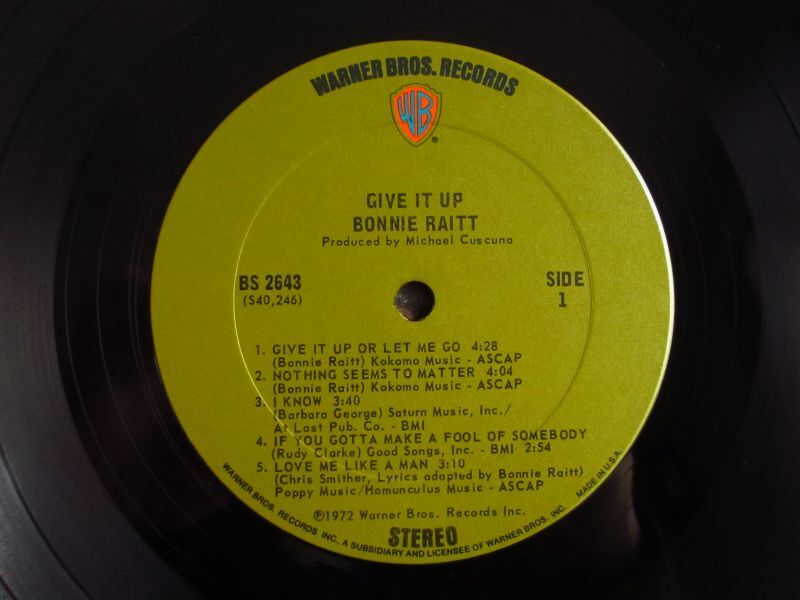 WARNER BROS. RECORDS
WB
®
GIVE IT UP
BONNIE RAITT
Produced by Michael Cuscuna
BS 2643
(S40,246)
SIDE
1
1. GIVE IT UP OR LET ME GO 4:28
(Bonnie Raitt) Kokomo Music - ASCAP
2. NOTHING SEEMS TO MATTER 4:04
(Bonnie Raitt) Kokomo Music - ASCAP
3. I KNOW 3:40
(Barbara George) Saturn Music, Inc./
At Last Pub. Co. - BMI
4. IF YOU GOTTA MAKE A FOOL OF SOMEBODY
(Rudy Clarke) Good Songs, Inc. - BMI 2:54
5. LOVE ME LIKE A MAN 3:10
(Chris Smither, Lyrics adapted by Bonnie Raitt)
Poppy Music/Homunculus Music - ASCAP
℗1972 Warner Bros. Records Inc.
STEREO
WARNER BROS. RECORDS INC., A SUBSIDIARY AND LICENSEE OF WARNER BROS. INC. MADE IN U.S.A.